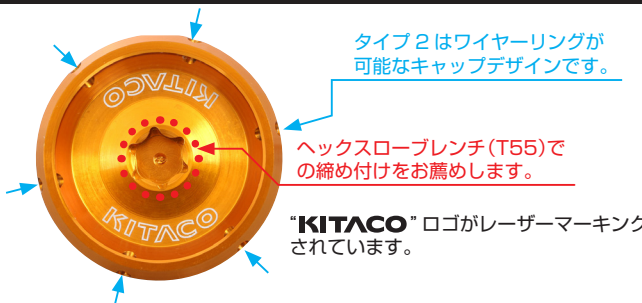 タイプ2はワイヤーリングが
可能なキャップデザインです。
KITACO
ヘックスローブレンチ(T55)で
の締め付けをお薦めします。
KITACO
“KITACO”ロゴがレーザーマーキング
されています。